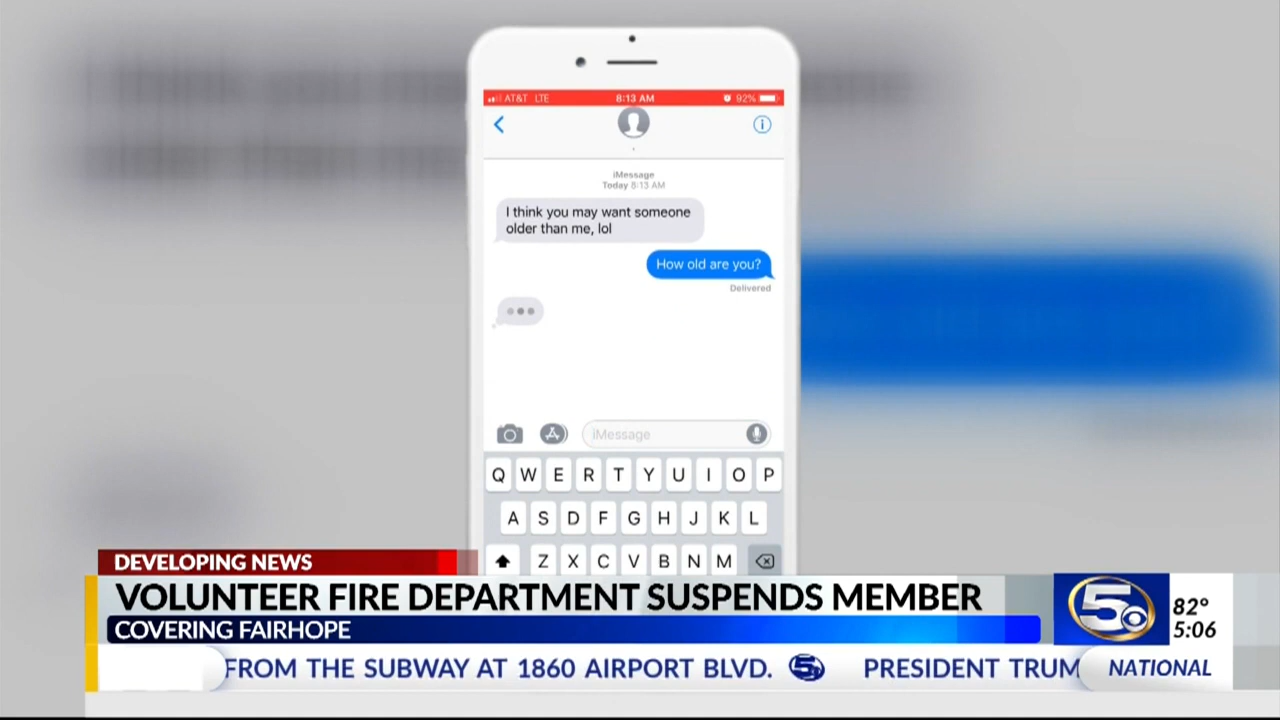 AT&T LTE 8:13 AM 92%
iMessage
Today 8:13 AM
I think you may want someone
older than me, lol
How old are you?
Delivered
iMessage
Q W E R T Y U I O P
A S D F G H J K L
Z X C V B N M
DEVELOPING NEWS
VOLUNTEER FIRE DEPARTMENT SUSPENDS MEMBER
COVERING FAIRHOPE
5
82°
5:06
FROM THE SUBWAY AT 1860 AIRPORT BLVD. 5 PRESIDENT TRUM
NATIONAL